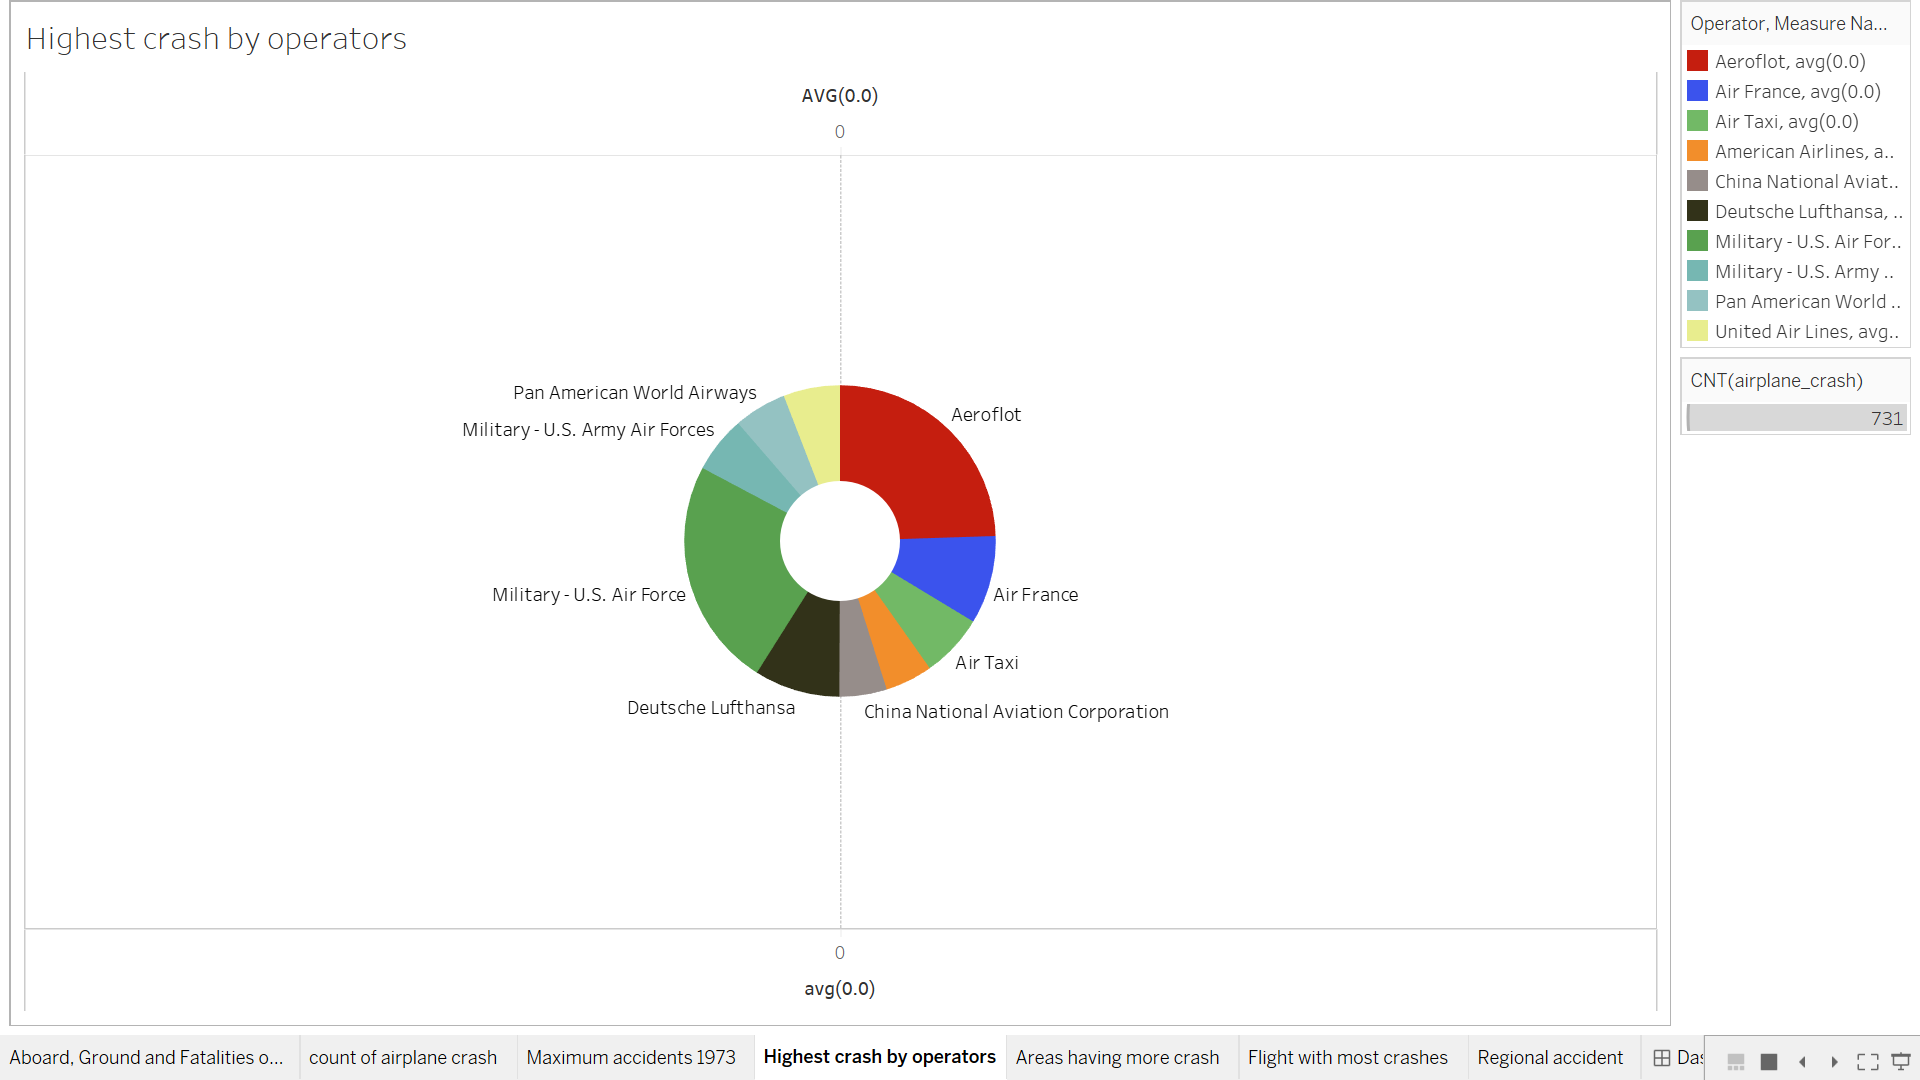 Highest crash by operators
AVG(0.0)
0
Pan American World Airways
Aeroflot
Military - U.S. Army Air Forces
Military - U.S. Air Force
Air France
Air Taxi
Deutsche Lufthansa
China National Aviation Corporation
0
avg(0.0)
Operator, Measure Na...
Aeroflot, avg(0.0)
Air France, avg(0.0)
Air Taxi, avg(0.0)
American Airlines, a..
China National Aviat..
Deutsche Lufthansa, ..
Military - U.S. Air For..
Military - U.S. Army ..
Pan American World ..
United Air Lines, avg..
CNT(airplane_crash)
731
Aboard, Ground and Fatalities o...
count of airplane crash
Maximum accidents 1973
Highest crash by operators
Areas having more crash
Flight with most crashes
Regional accident
Das